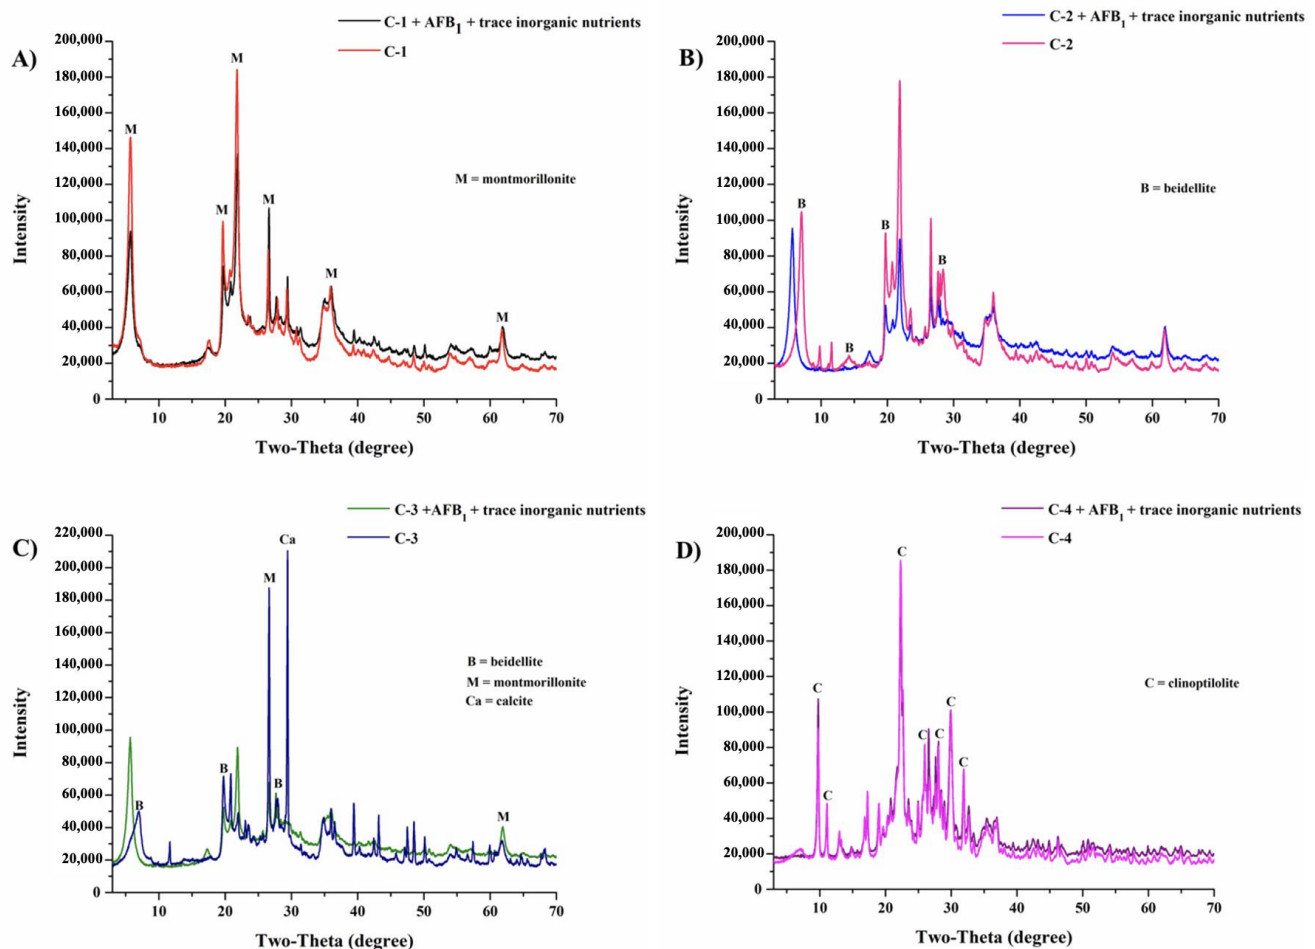 A)
C-1 + AFB1 + trace inorganic nutrients
C-1
200,000
180,000
160,000
140,000
120,000
100,000
80,000
60,000
40,000
20,000
0
Intensity
M
M
M
M
M
M
M = montmorillonite
10 20 30 40 50 60 70
Two-Theta (degree)
B)
C-2 + AFB1 + trace inorganic nutrients
C-2
200,000
180,000
160,000
140,000
120,000
100,000
80,000
60,000
40,000
20,000
0
Intensity
B
B
B
B
B = beidellite
10 20 30 40 50 60 70
Two-Theta (degree)
C)
C-3 +AFB1 + trace inorganic nutrients
C-3
220,000
200,000
180,000
160,000
140,000
120,000
100,000
80,000
60,000
40,000
20,000
0
Intensity
Ca
M
B
B
B
M
B = beidellite
M = montmorillonite
Ca = calcite
10 20 30 40 50 60 70
Two-Theta (degree)
D)
C-4 + AFB1 + trace inorganic nutrients
C-4
200,000
180,000
160,000
140,000
120,000
100,000
80,000
60,000
40,000
20,000
0
Intensity
C
C
C
C
C
C
C
C = clinoptilolite
10 20 30 40 50 60 70
Two-Theta (degree)